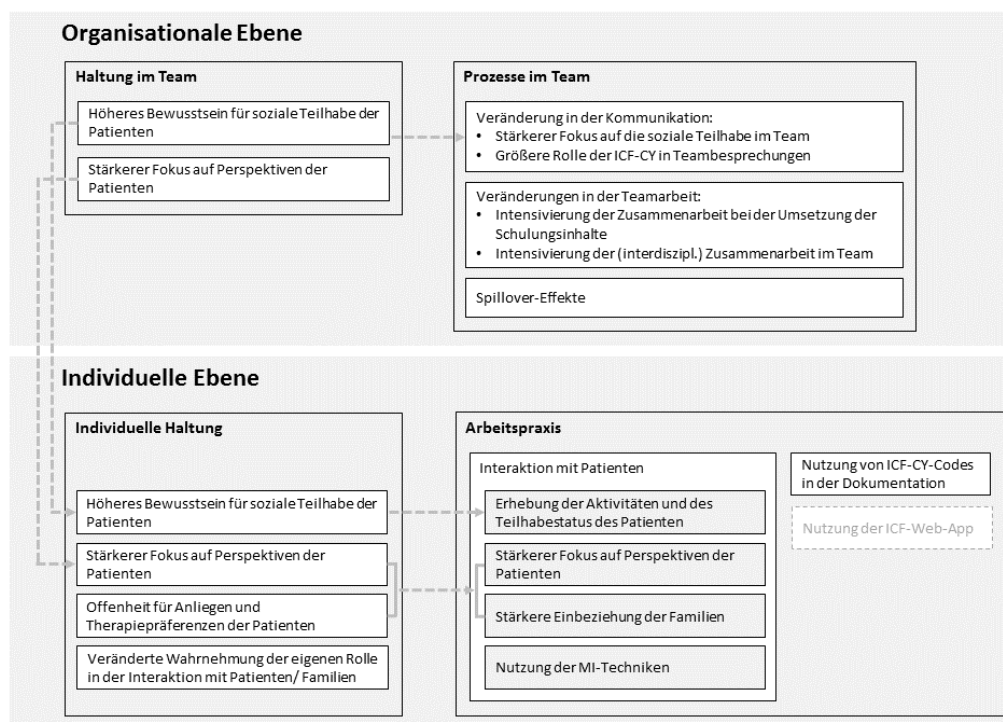 Organisationale Ebene
Haltung im Team
Höheres Bewusstsein für soziale Teilhabe der
Patienten
Stärkerer Fokus auf Perspektiven der
Patienten
Prozesse im Team
Veränderung in der Kommunikation:
• Stärkerer Fokus auf die soziale Teilhabe im Team
• Größere Rolle der ICF-CY in Teambesprechungen
Veränderungen in der Teamarbeit:
• Intensivierung der Zusammenarbeit bei der Umsetzung der
Schulungsinhalte
• Intensivierung der (interdiszipl.) Zusammenarbeit im Team
Spillover-Effekte
Individuelle Ebene
Individuelle Haltung
Höheres Bewusstsein für soziale Teilhabe der
Patienten
Stärkerer Fokus auf Perspektiven der
Patienten
Offenheit für Anliegen und
Therapiepräferenzen der Patienten
Veränderte Wahrnehmung der eigenen Rolle
in der Interaktion mit Patienten/ Familien
Arbeitspraxis
Interaktion mit Patienten
Erhebung der Aktivitäten und des
Teilhabestatus des Patienten
Stärkerer Fokus auf Perspektiven der
Patienten
Stärkere Einbeziehung der Familien
Nutzung der MI-Techniken
Nutzung von ICF-CY-Codes
in der Dokumentation
Nutzung der ICF-Web-App